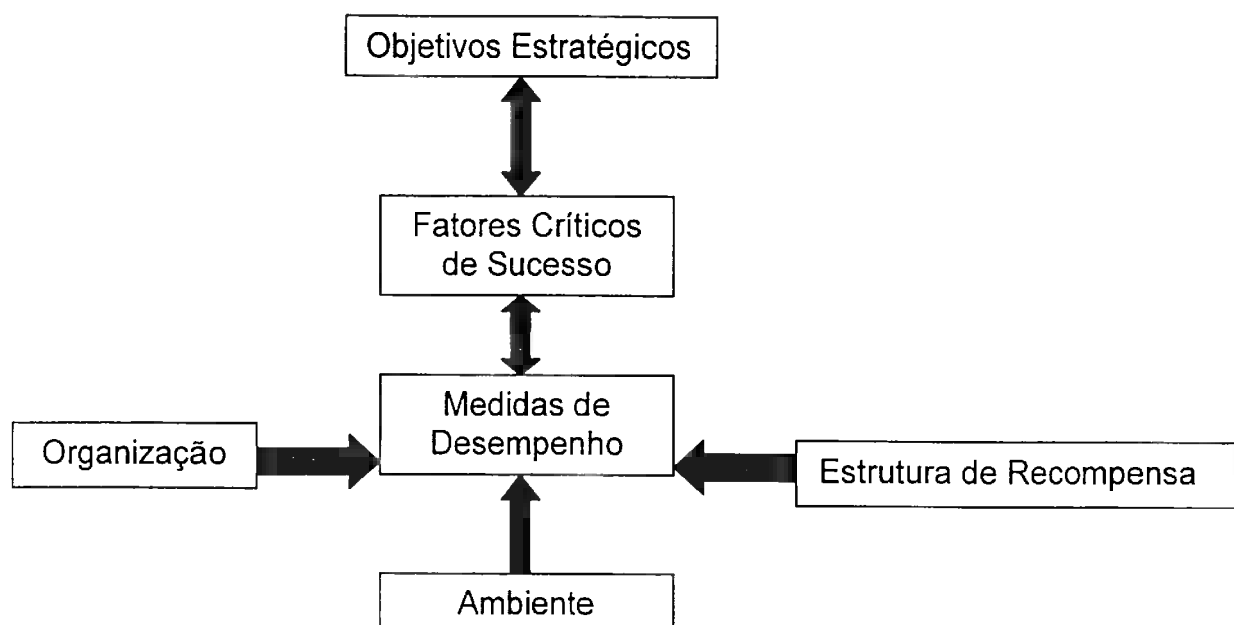 Objetivos Estratégicos
Fatores Críticos
de Sucesso
Medidas de
Desempenho
Organização
Estrutura de Recompensa
Ambiente